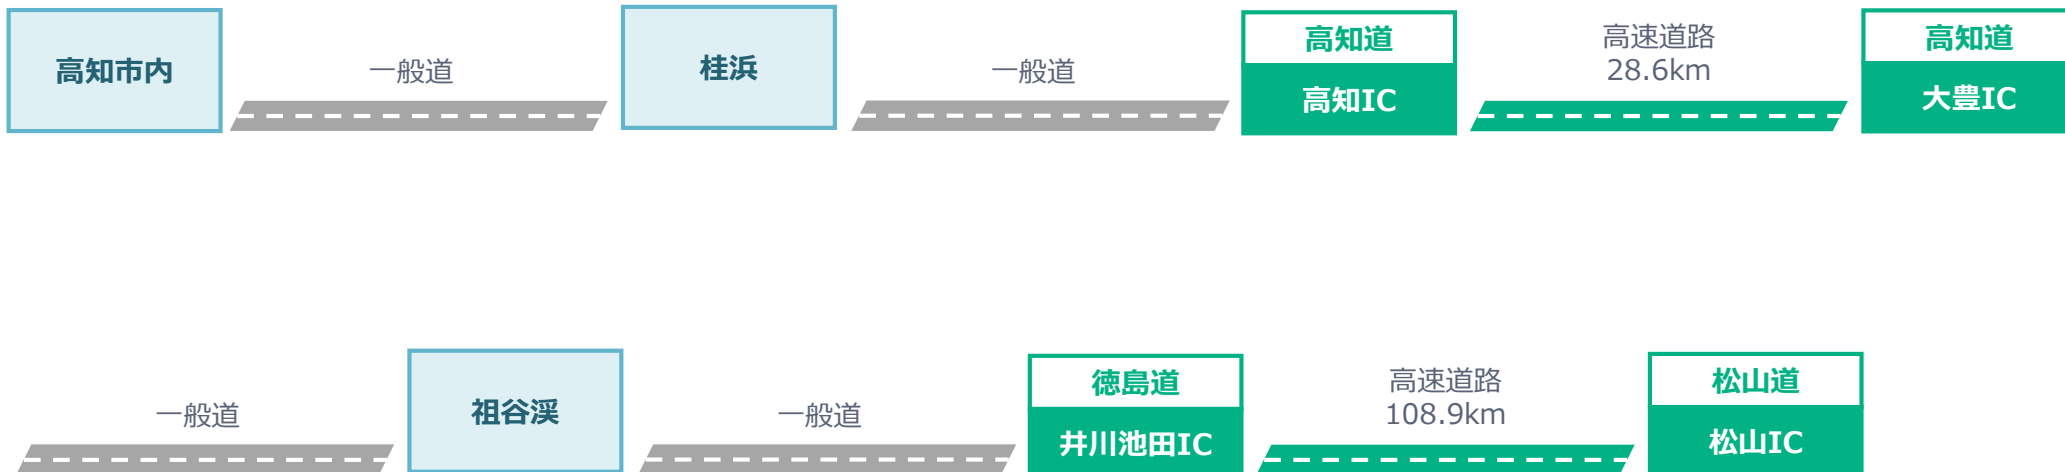 高知市内
一般道
桂浜
一般道
高知道
高知IC
高速道路
28.6km
高知道
大豊IC
一般道
祖谷渓
一般道
徳島道
井川池田IC
高速道路
108.9km
松山道
松山IC